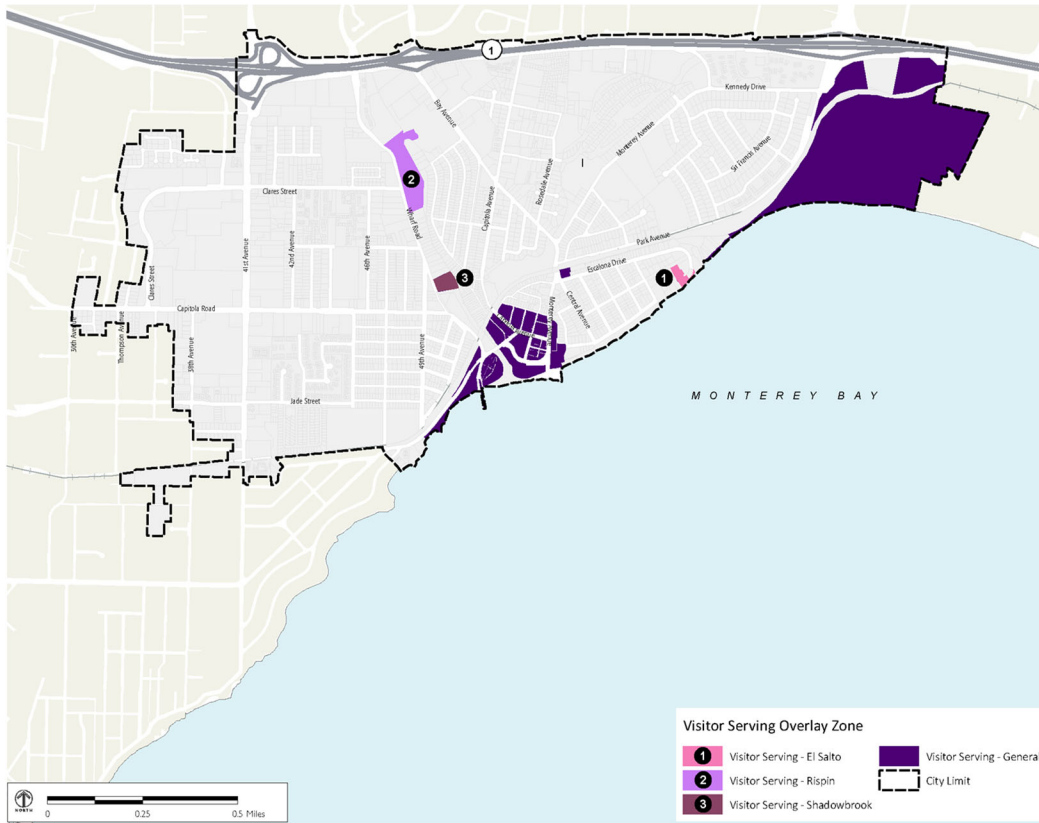 1
Kennedy Drive
Bay Avenue
Monterey Avenue
Sir Francis Avenue
Rosedale Avenue
Capitola Avenue
2
Clares Street
Wharf Road
41st Avenue
42nd Avenue
46th Avenue
Park Avenue
Escalona Drive
1
3
Clares Street
Central Avenue
Monterey Avenue
Capitola Road
30th Avenue
Thompson Avenue
38th Avenue
49th Avenue
Jade Street
MONTEREY BAY
Visitor Serving Overlay Zone
1 Visitor Serving - El Salto
Visitor Serving - General
2 Visitor Serving - Rispin
City Limit
3 Visitor Serving - Shadowbrook
NORTH
0 0.25 0.5 Miles